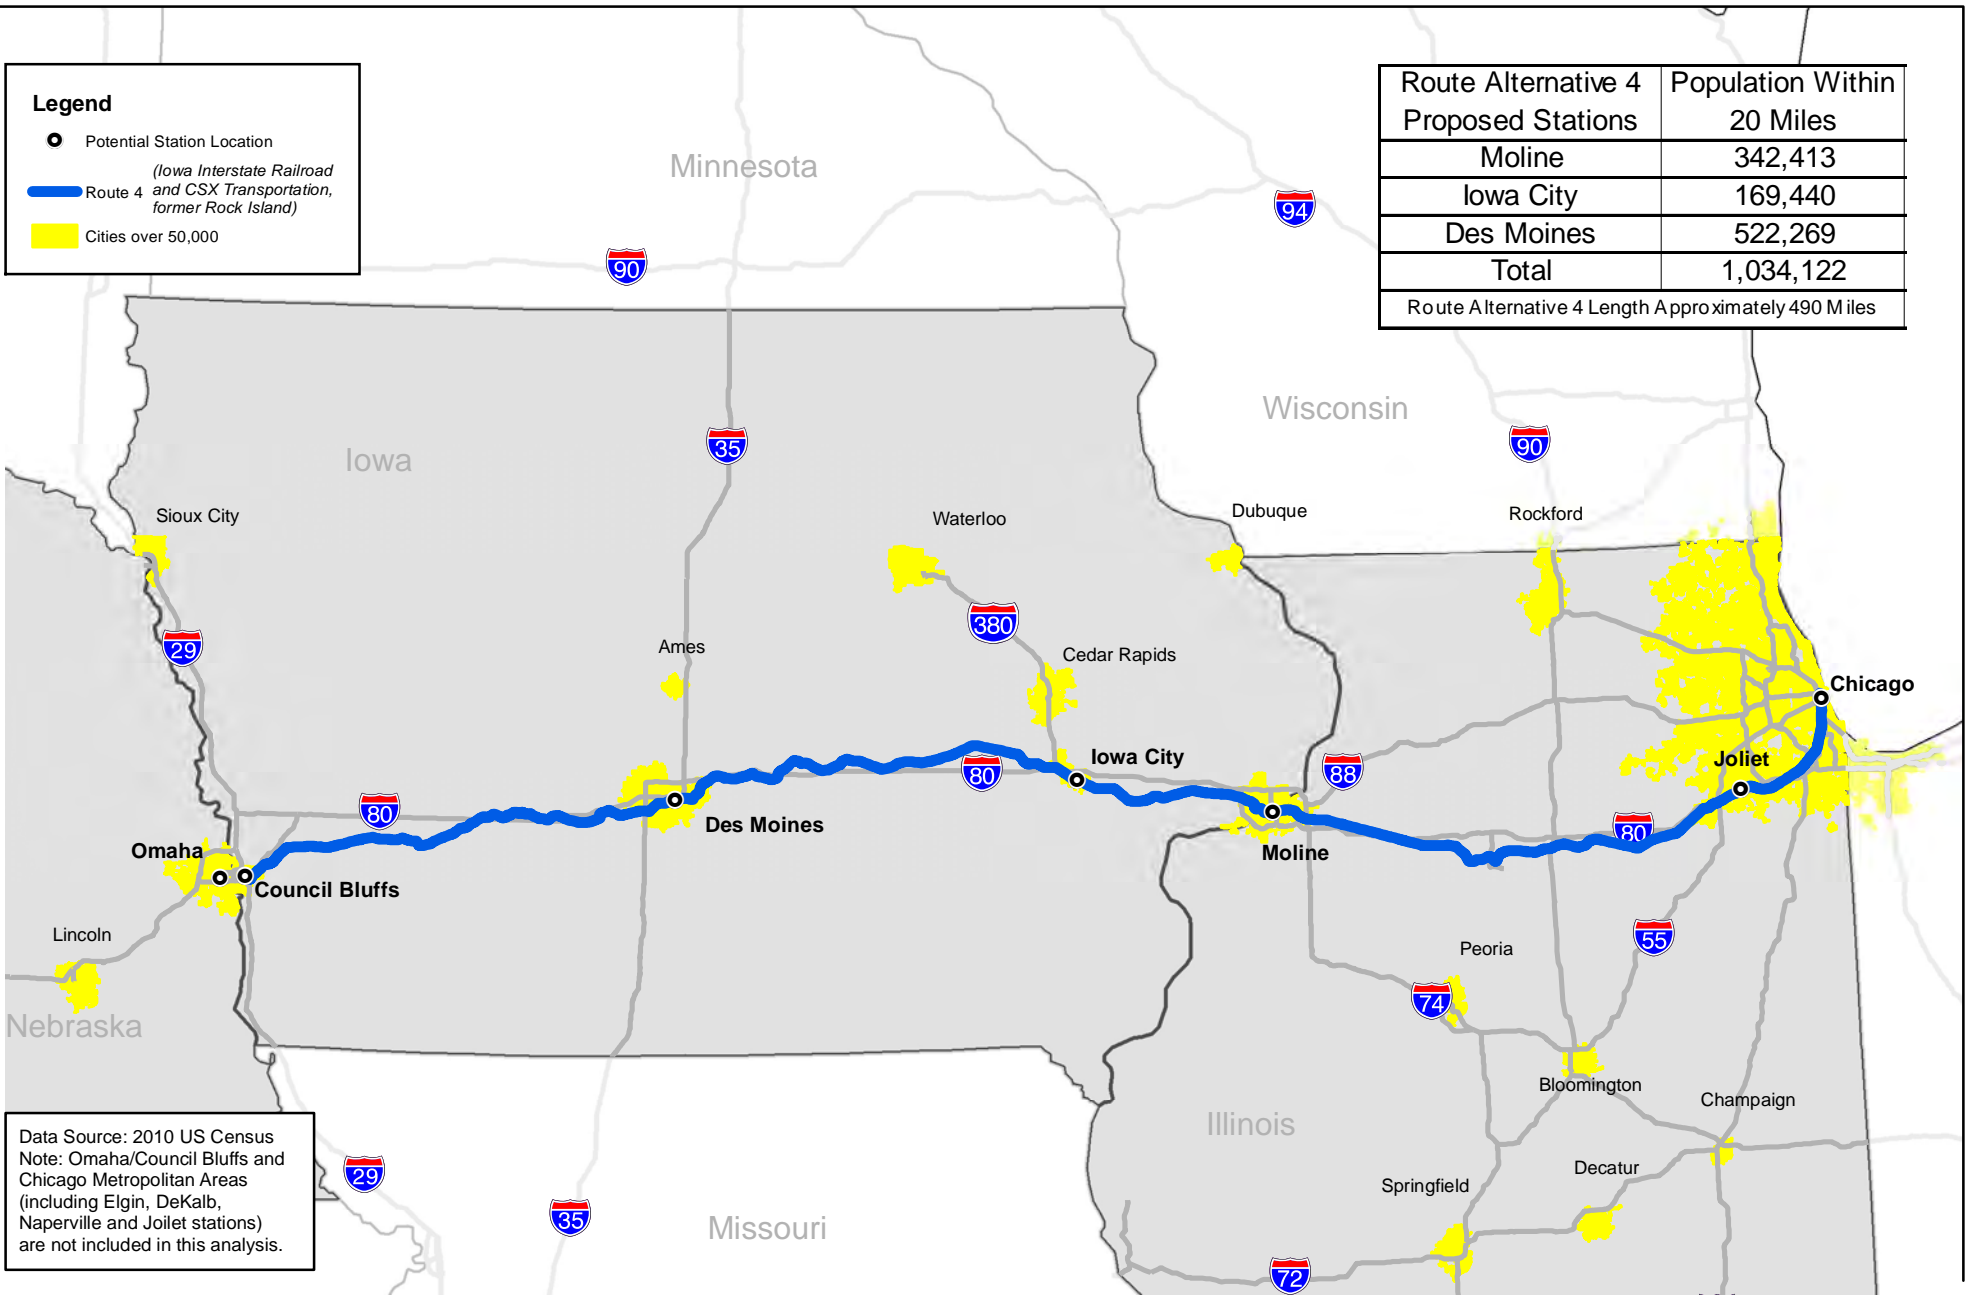 Legend
Potential Station Location
Route 4
(Iowa Interstate Railroad
and CSX Transportation,
former Rock Island)
Cities over 50,000
Route Alternative 4 Proposed Stations | Population Within 20 Miles
Moline 342,413
Iowa City 169,440
Des Moines 522,269
Total 1,034,122
Route Alternative 4 Length Approximately 490 Miles
Minnesota
94
90
Wisconsin
35
90
Iowa
Sioux City
Waterloo
Dubuque
Rockford
380
29
Ames
Cedar Rapids
Chicago
Iowa City
Joliet
80
88
80
Des Moines
80
Omaha
Moline
Council Bluffs
Lincoln
55
Peoria
74
Nebraska
Bloomington
Champaign
Illinois
Data Source: 2010 US Census
Note: Omaha/Council Bluffs and
Chicago Metropolitan Areas
(including Elgin, DeKalb,
Naperville and Joilet stations)
are not included in this analysis.
29
Decatur
Springfield
35
Missouri
72